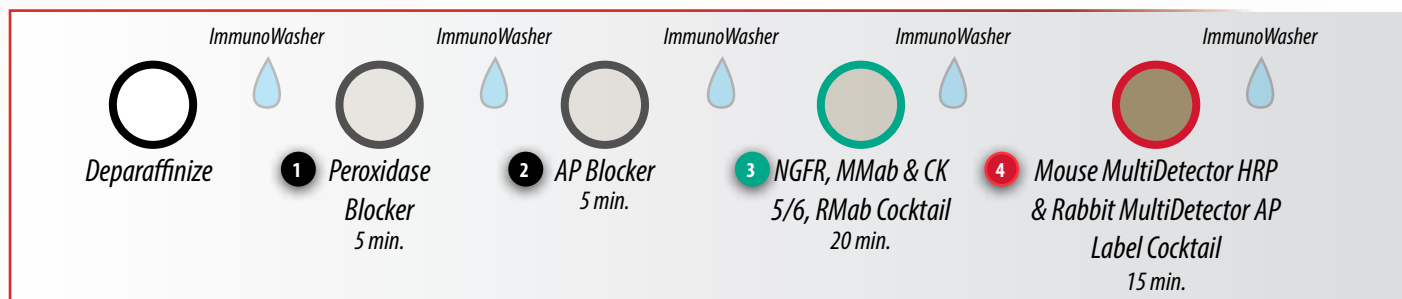 ImmunoWasher
ImmunoWasher
ImmunoWasher
ImmunoWasher
ImmunoWasher
Deparaffinize
1 Peroxidase
Blocker
5 min.
2 AP Blocker
5 min.
3 NGFR, MMab & CK
5/6, RMab Cocktail
20 min.
4 Mouse MultiDetector HRP
& Rabbit MultiDetector AP
Label Cocktail
15 min.